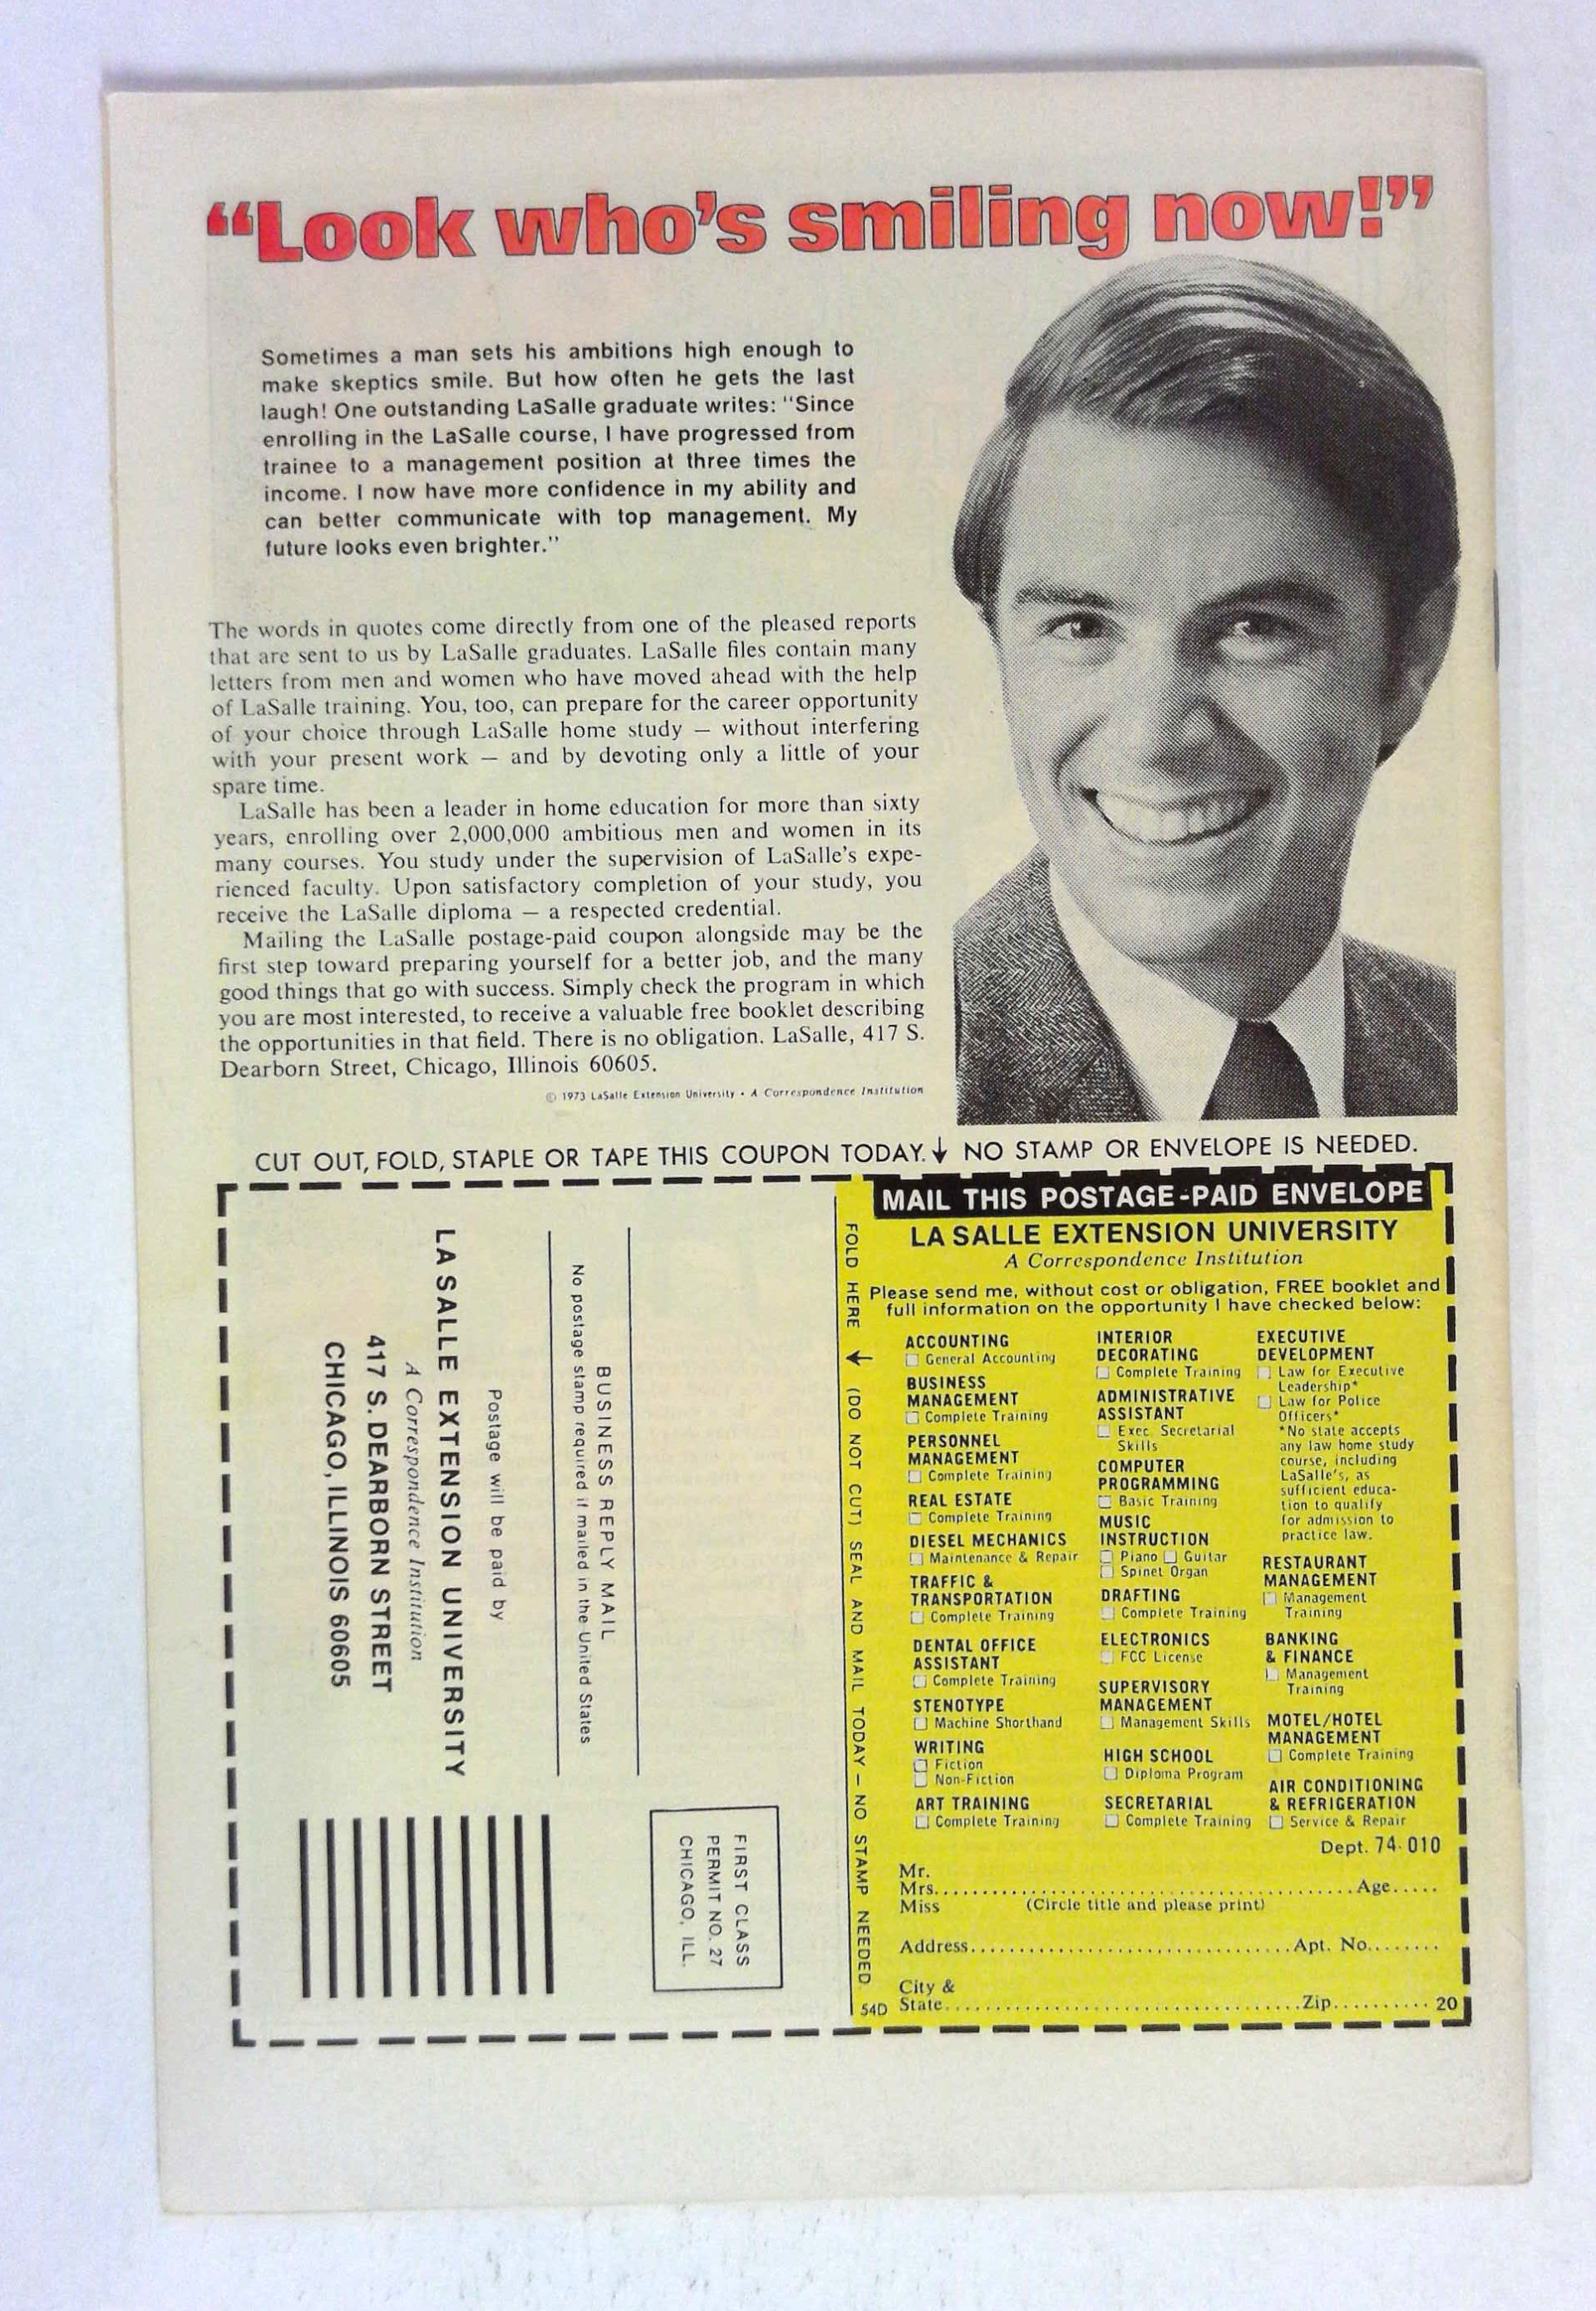 “Look who’s smiling now!”
Sometimes a man sets his ambitions high enough to
make skeptics smile. But how often he gets the last
laugh! One outstanding LaSalle graduate writes: “Since
enrolling in the LaSalle course, I have progressed from
trainee to a management position at three times the
income. I now have more confidence in my ability and
can better communicate with top management. My
future looks even brighter.”
The words in quotes come directly from one of the pleased reports
that are sent to us by LaSalle graduates. LaSalle files contain many
letters from men and women who have moved ahead with the help
of LaSalle training. You, too, can prepare for the career opportunity
of your choice through LaSalle home study — without interfering
with your present work — and by devoting only a little of your
spare time.
LaSalle has been a leader in home education for more than sixty
years, enrolling over 2,000,000 ambitious men and women in its
many courses. You study under the supervision of LaSalle’s expe-
rienced faculty. Upon satisfactory completion of your study, you
receive the LaSalle diploma — a respected credential.
Mailing the LaSalle postage-paid coupon alongside may be the
first step toward preparing yourself for a better job, and the many
good things that go with success. Simply check the program in which
you are most interested, to receive a valuable free booklet describing
the opportunities in that field. There is no obligation. LaSalle, 417 S.
Dearborn Street, Chicago, Illinois 60605.
© 1973 LaSalle Extension University • A Correspondence Institution
CUT OUT, FOLD, STAPLE OR TAPE THIS COUPON TODAY.↓ NO STAMP OR ENVELOPE IS NEEDED.
FIRST CLASS
PERMIT NO. 27
CHICAGO, ILL.
BUSINESS REPLY MAIL
No postage stamp required if mailed in the United States
Postage will be paid by
LA SALLE EXTENSION UNIVERSITY
A Correspondence Institution
417 S. DEARBORN STREET
CHICAGO, ILLINOIS 60605
FOLD HERE ↓ (DO NOT CUT) SEAL AND MAIL TODAY — NO STAMP NEEDED
MAIL THIS POSTAGE-PAID ENVELOPE
LA SALLE EXTENSION UNIVERSITY
A Correspondence Institution
Please send me, without cost or obligation, FREE booklet and
full information on the opportunity I have checked below:
ACCOUNTING
☐ General Accounting
BUSINESS
MANAGEMENT
☐ Complete Training
PERSONNEL
MANAGEMENT
☐ Complete Training
REAL ESTATE
☐ Complete Training
DIESEL MECHANICS
☐ Maintenance & Repair
TRAFFIC &
TRANSPORTATION
☐ Complete Training
DENTAL OFFICE
ASSISTANT
☐ Complete Training
STENOTYPE
☐ Machine Shorthand
WRITING
☐ Fiction
☐ Non-Fiction
ART TRAINING
☐ Complete Training
INTERIOR
DECORATING
☐ Complete Training
ADMINISTRATIVE
ASSISTANT
☐ Exec. Secretarial
Skills
COMPUTER
PROGRAMMING
☐ Basic Training
MUSIC
INSTRUCTION
☐ Piano ☐ Guitar
☐ Spinet Organ
DRAFTING
☐ Complete Training
ELECTRONICS
☐ FCC License
SUPERVISORY
MANAGEMENT
☐ Management Skills
HIGH SCHOOL
☐ Diploma Program
SECRETARIAL
☐ Complete Training
EXECUTIVE
DEVELOPMENT
☐ Law for Executive
Leadership*
☐ Law for Police
Officers*
*No state accepts
any law home study
course, including
LaSalle’s, as
sufficient educa-
tion to qualify
for admission to
practice law.
RESTAURANT
MANAGEMENT
☐ Management
Training
BANKING
& FINANCE
☐ Management
Training
MOTEL/HOTEL
MANAGEMENT
☐ Complete Training
AIR CONDITIONING
& REFRIGERATION
☐ Service & Repair
Dept. 74-010
Mr.
Mrs. Age
Miss (Circle title and please print)
Address Apt. No.
City &
State Zip 20
54D